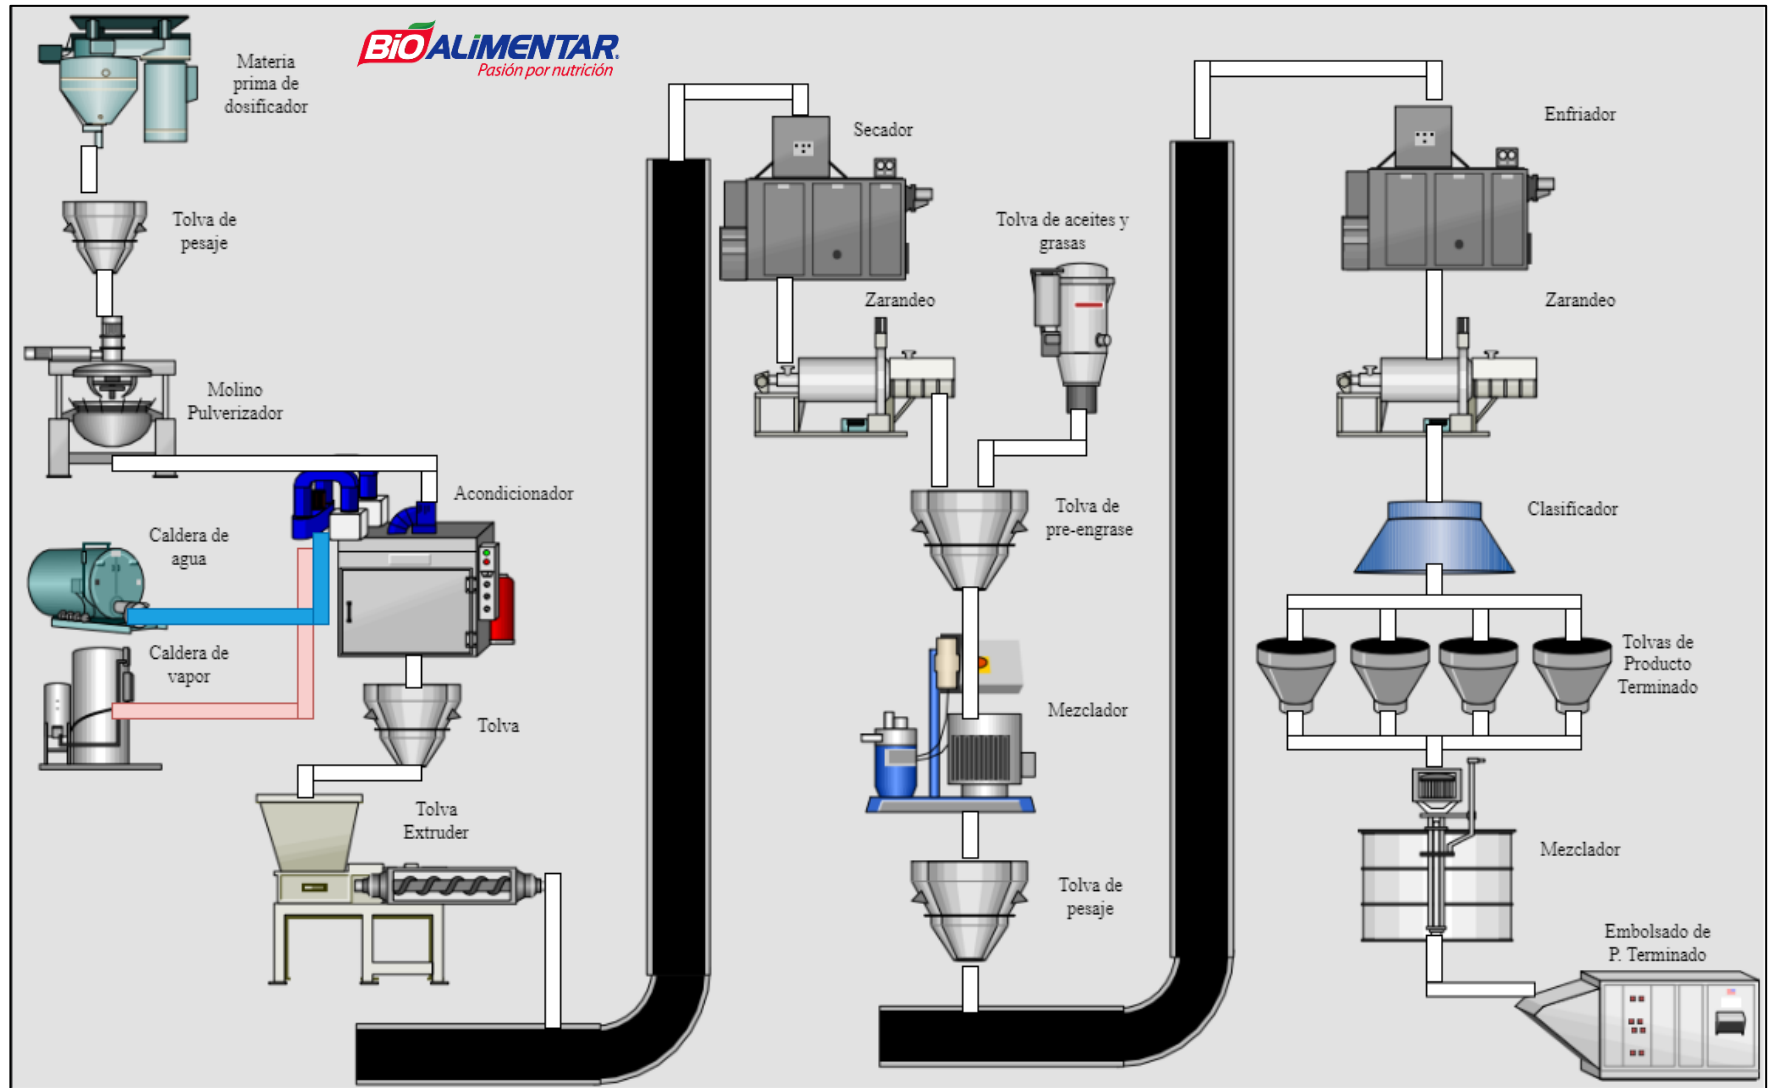 BiOALiMENTAR.
Pasión por nutrición
Materia
prima de
dosificador
Tolva de
pesaje
Molino
Pulverizador
Acondicionador
Caldera de
agua
Caldera de
vapor
Tolva
Tolva
Extruder
Secador
Zarandeo
Tolva de aceites y
grasas
Tolva de
pre-engrase
Mezclador
Tolva de
pesaje
Enfriador
Zarandeo
Clasificador
Tolvas de
Producto
Terminado
Mezclador
Embolsado de
P. Terminado